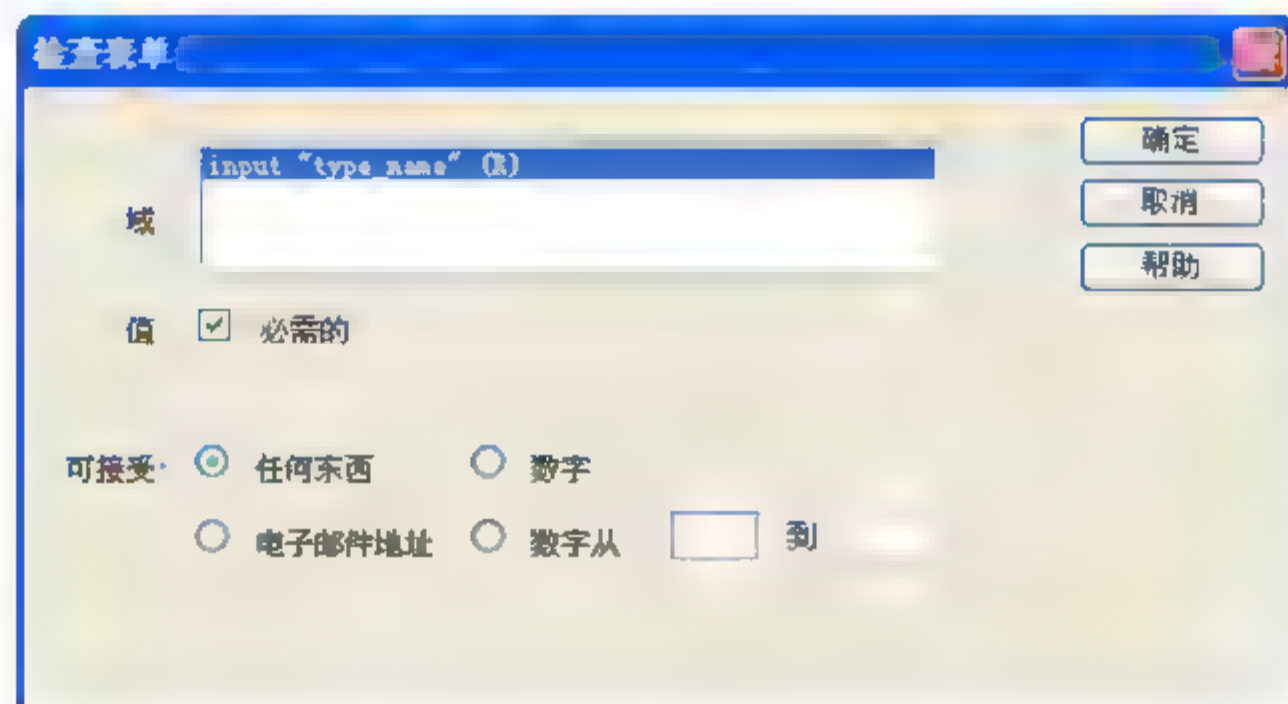 检查表单
input "type_name" (R)
域
确定
取消
帮助
值 必需的
可接受: 任何东西 数字
电子邮件地址 数字从 到